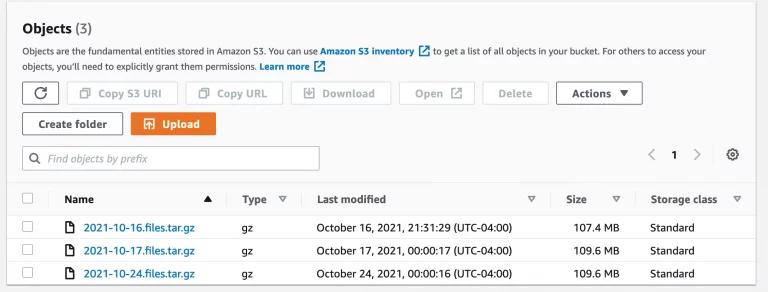 Objects (3)
Objects are the fundamental entities stored in Amazon S3. You can use Amazon S3 inventory to get a list of all objects in your bucket. For others to access your
objects, you'll need to explicitly grant them permissions. Learn more
Copy S3 URI Copy URL Download Open Delete Actions
Create folder Upload
Find objects by prefix 1
Name Type Last modified Size Storage class
2021-10-16.files.tar.gz gz October 16, 2021, 21:31:29 (UTC-04:00) 107.4 MB Standard
2021-10-17.files.tar.gz gz October 17, 2021, 00:00:17 (UTC-04:00) 109.6 MB Standard
2021-10-24.files.tar.gz gz October 24, 2021, 00:00:16 (UTC-04:00) 109.6 MB Standard